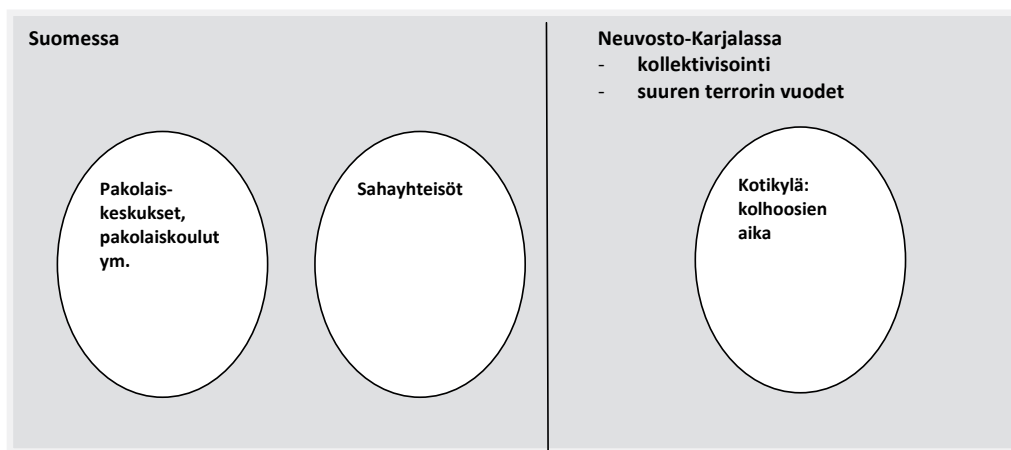 Suomessa
Neuvosto-Karjalassa
- kollektivisointi
- suuren terrorin vuodet
Pakolais-
keskukset,
pakolaiskoulut
ym.
Sahayhteisöt
Kotikylä:
kolhoosien
aika